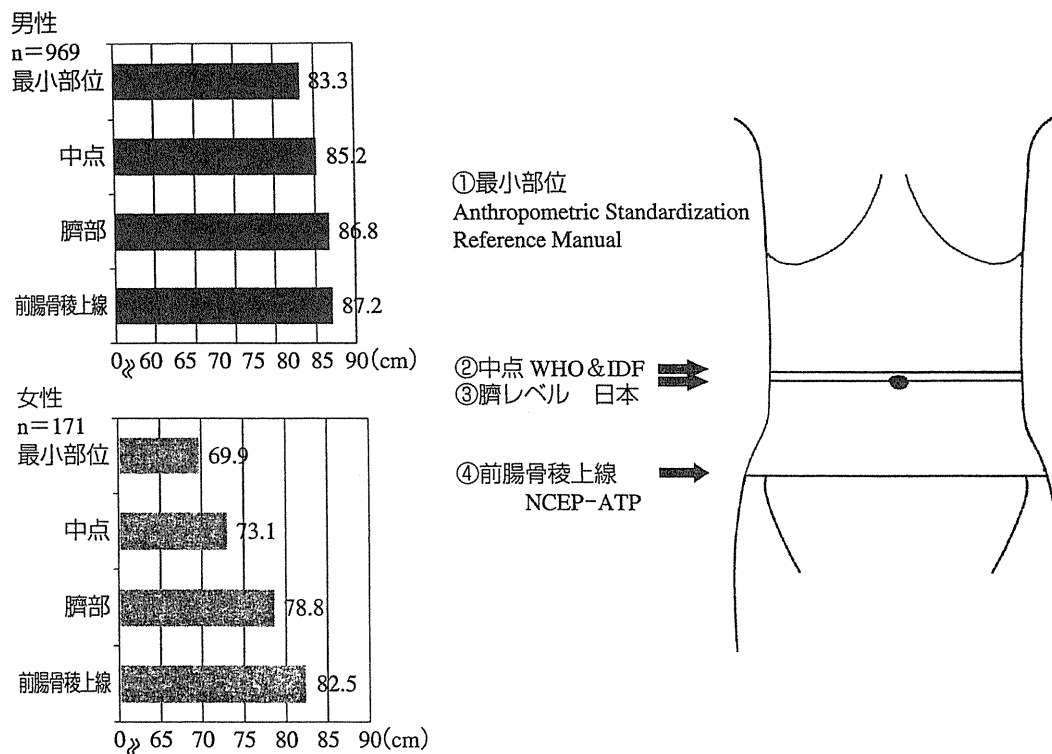 男性
n=969
最小部位 83.3
中点 85.2
臍部 86.8
前腸骨稜上線 87.2
0 60 65 70 75 80 85 90(cm)
女性
n=171
最小部位 69.9
中点 73.1
臍部 78.8
前腸骨稜上線 82.5
0 65 70 75 80 85 90(cm)
①最小部位
Anthropometric Standardization
Reference Manual
②中点 WHO&IDF
③臍レベル 日本
④前腸骨稜上線
NCEP-ATP